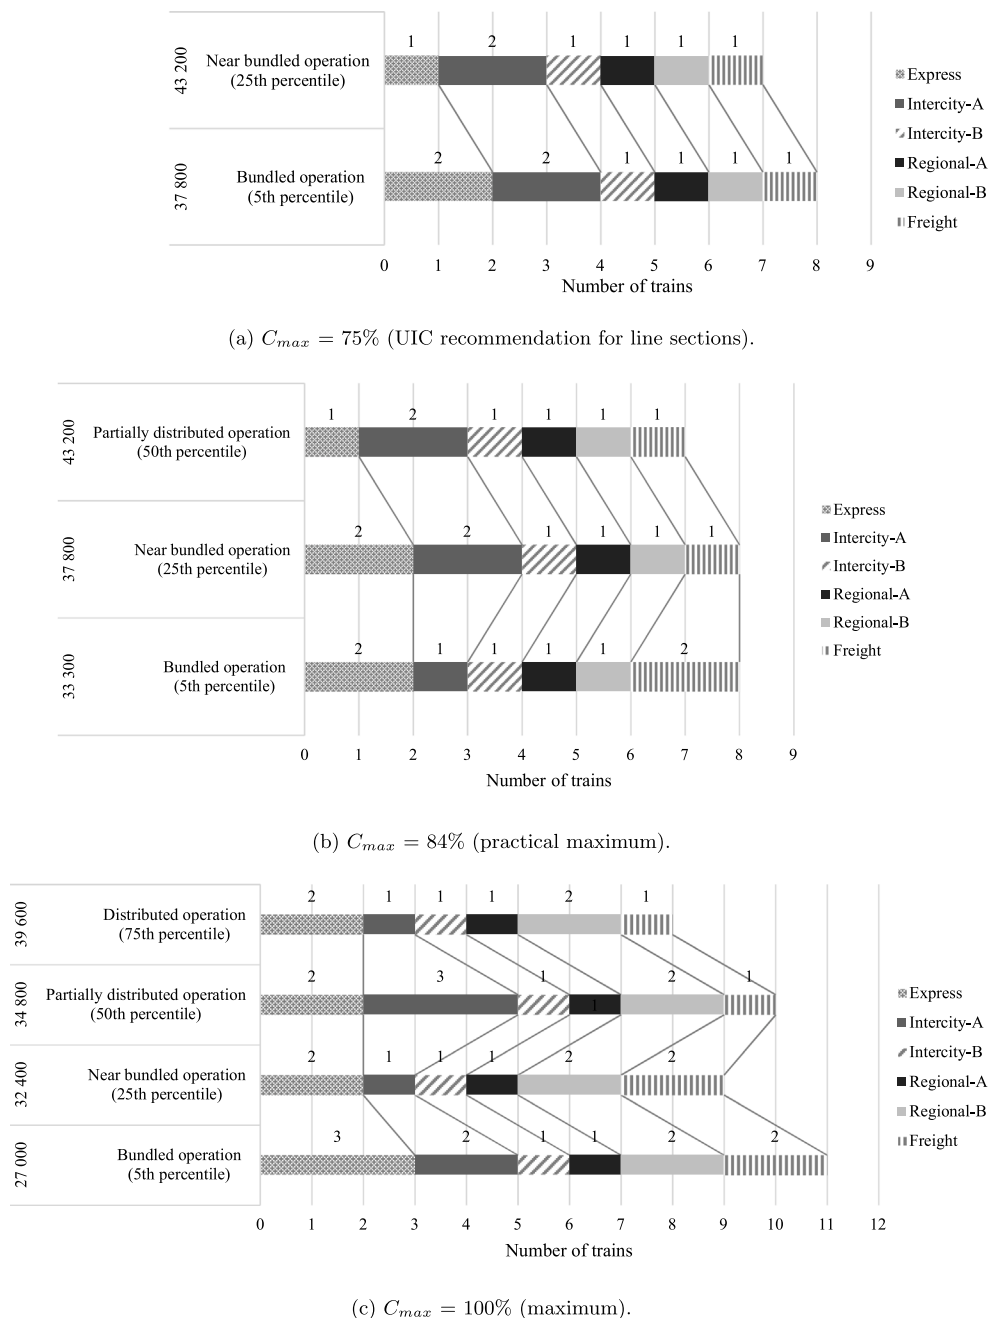 1 2 1 1 1 1
43 200
Near bundled operation
(25th percentile)
2 2 1 1 1 1
37 800
Bundled operation
(5th percentile)
Express
Intercity-A
Intercity-B
Regional-A
Regional-B
Freight
0 1 2 3 4 5 6 7 8 9
Number of trains
(a) C_max = 75% (UIC recommendation for line sections).
1 2 1 1 1 1
43 200
Partially distributed operation
(50th percentile)
2 2 1 1 1 1
37 800
Near bundled operation
(25th percentile)
2 1 1 1 1 2
33 300
Bundled operation
(5th percentile)
Express
Intercity-A
Intercity-B
Regional-A
Regional-B
Freight
0 1 2 3 4 5 6 7 8 9
Number of trains
(b) C_max = 84% (practical maximum).
2 1 1 1 2 1
39 600
Distributed operation
(75th percentile)
2 3 1 1 2 1
34 800
Partially distributed operation
(50th percentile)
2 1 1 1 2 2
32 400
Near bundled operation
(25th percentile)
3 2 1 1 2 2
27 000
Bundled operation
(5th percentile)
Express
Intercity-A
Intercity-B
Regional-A
Regional-B
Freight
0 1 2 3 4 5 6 7 8 9 10 11 12
Number of trains
(c) C_max = 100% (maximum).